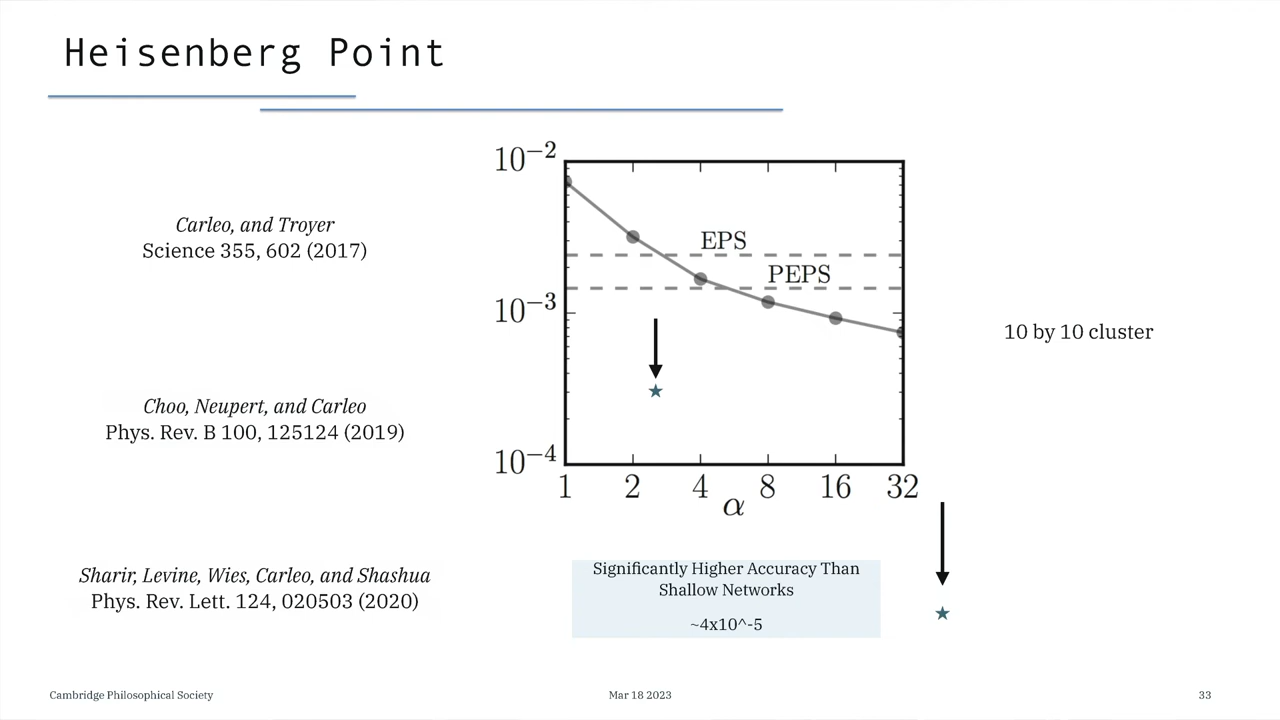 Heisenberg Point
Carleo, and Troyer
Science 355, 602 (2017)
Choo, Neupert, and Carleo
Phys. Rev. B 100, 125124 (2019)
Sharir, Levine, Wies, Carleo, and Shashua
Phys. Rev. Lett. 124, 020503 (2020)
10⁻²
EPS
PEPS
10⁻³
10⁻⁴
1 2 4 8 16 32
α
10 by 10 cluster
Significantly Higher Accuracy Than
Shallow Networks
~4x10^-5
Cambridge Philosophical Society
Mar 18 2023
33